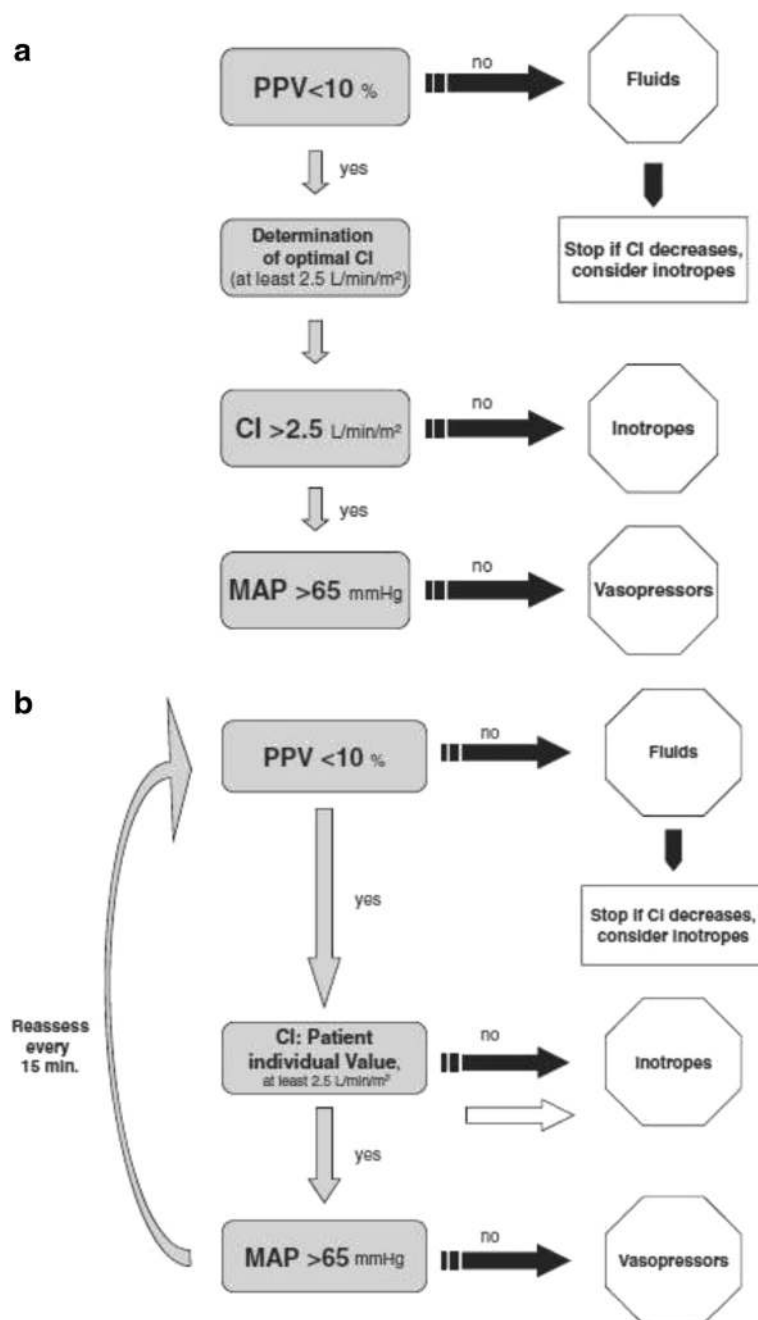 a
PPV<10 %
no
Fluids
yes
Determination
of optimal CI
(at least 2.5 L/min/m²)
Stop if CI decreases,
consider inotropes
CI >2.5 L/min/m²
no
Inotropes
yes
MAP >65 mmHg
no
Vasopressors
b
PPV <10 %
no
Fluids
yes
Stop if CI decreases,
consider inotropes
Reassess
every
15 min.
CI: Patient
individual Value,
at least 2.5 L/min/m²
no
Inotropes
yes
MAP >65 mmHg
no
Vasopressors